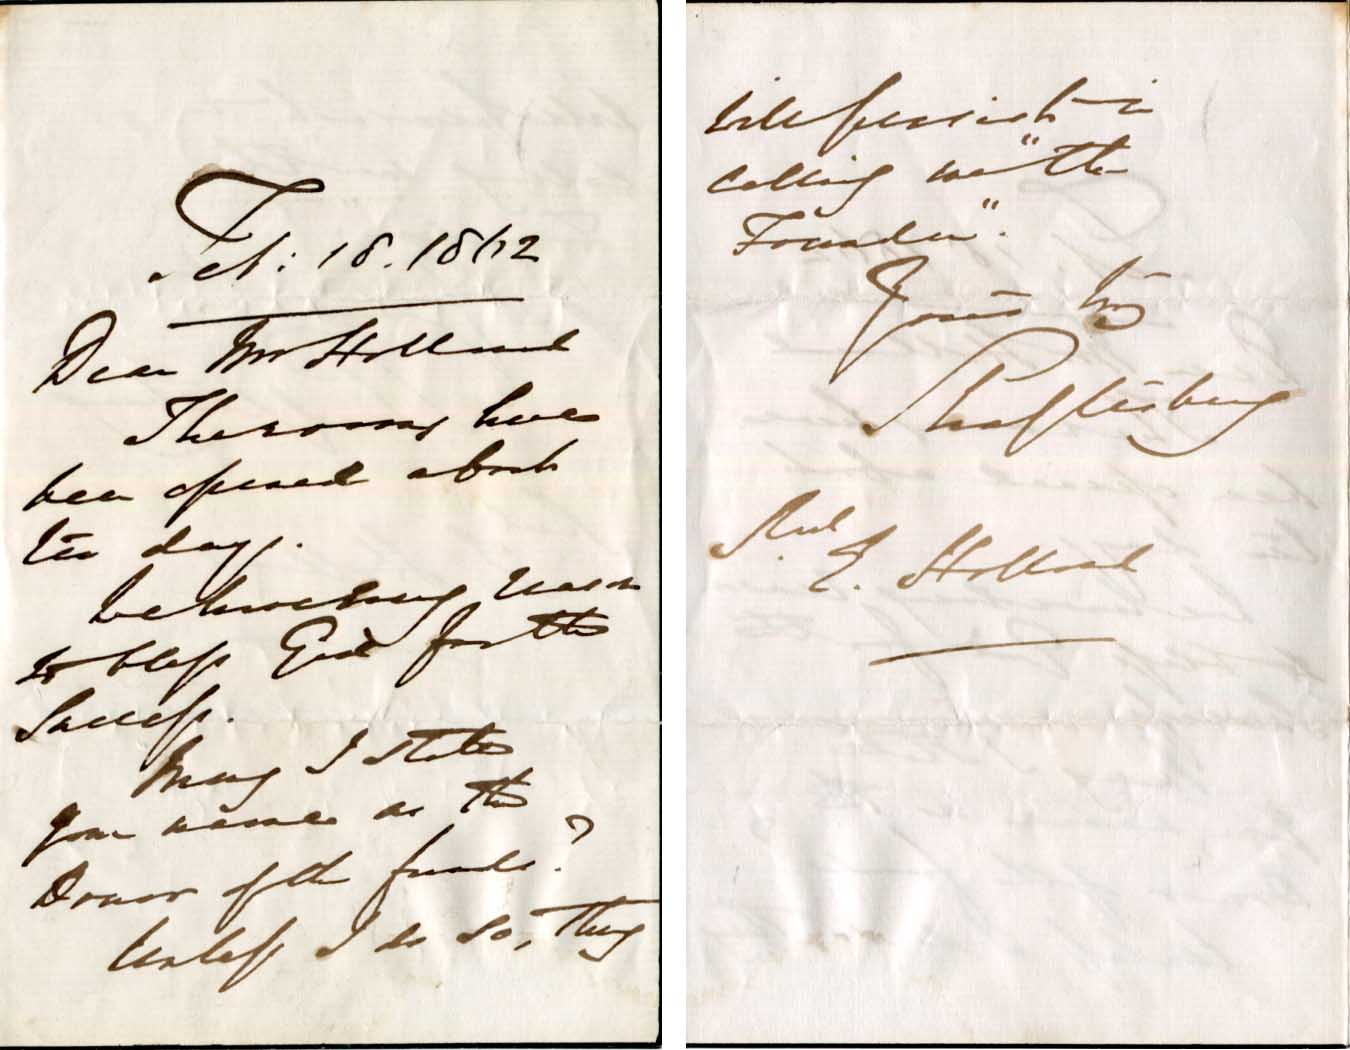 Feb: 18. 1872
Dear Mr Holland
The rooms have
been opened about
ten days.
We have every reason
to bless God for the
success.
May I state
your name as the
Donor of the funds?
Unless I do so, they
will persist in
calling me "the
Founder".
Yours try
Shaftesbury
Revd.
E. Holland